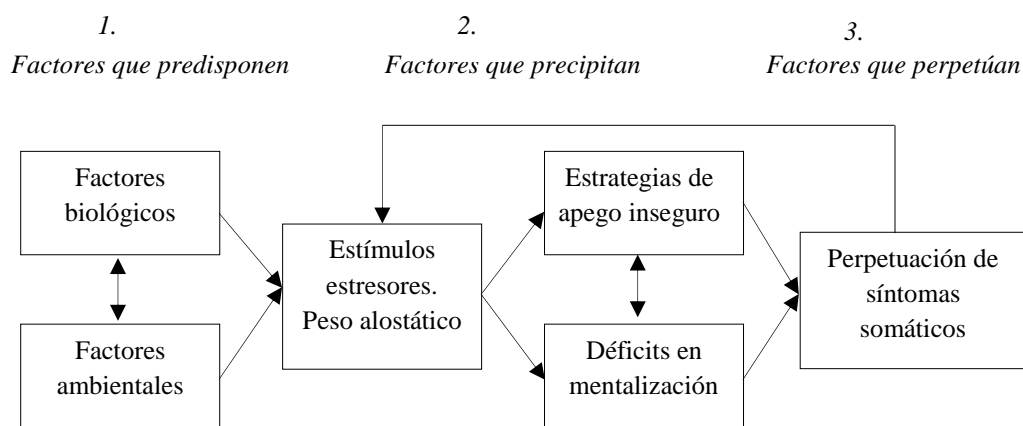 1.
Factores que predisponen
2.
Factores que precipitan
3.
Factores que perpetúan
Factores
biológicos
Factores
ambientales
Estímulos
estresores.
Peso alostático
Estrategias de
apego inseguro
Déficits en
mentalización
Perpetuación de
síntomas
somáticos